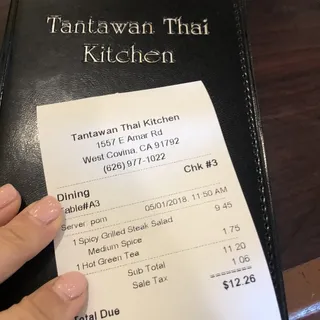 Tantawan Thai
Kitchen
Tantawan Thai Kitchen
1557 E Amar Rd
West Covina, CA 91792
(626) 977-1022
Dining Chk #3
Table#A3
Server: pom 05/01/2018, 11:50 AM
1 Spicy Grilled Steak Salad 9.45
Medium Spice
1 Hot Green Tea 1.75
Sub Total 11.20
Sale Tax 1.06
Total Due $12.26